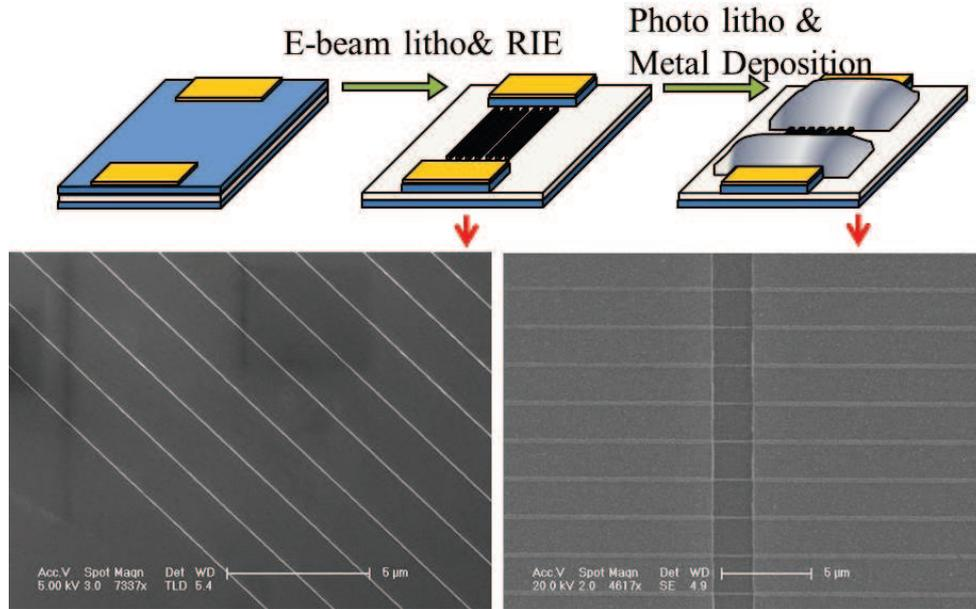 E-beam litho& RIE
Photo litho &
Metal Deposition
Acc.V Spot Magn Det WD
5.00 kV 3.0 7337x TLD 5.4
5 µm
Acc.V Spot Magn Det WD
20.0 kV 2.0 4617x SE 4.9
5 µm